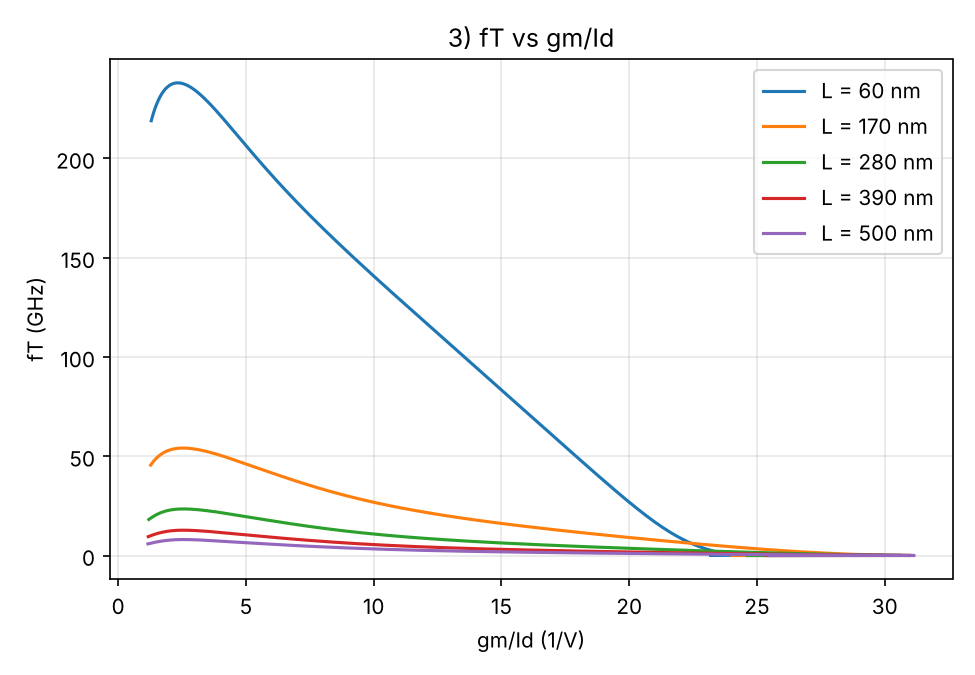 3) fT vs gm/Id
L = 60 nm
L = 170 nm
L = 280 nm
L = 390 nm
L = 500 nm
fT (GHz)
200
150
100
50
0
0 5 10 15 20 25 30
gm/Id (1/V)